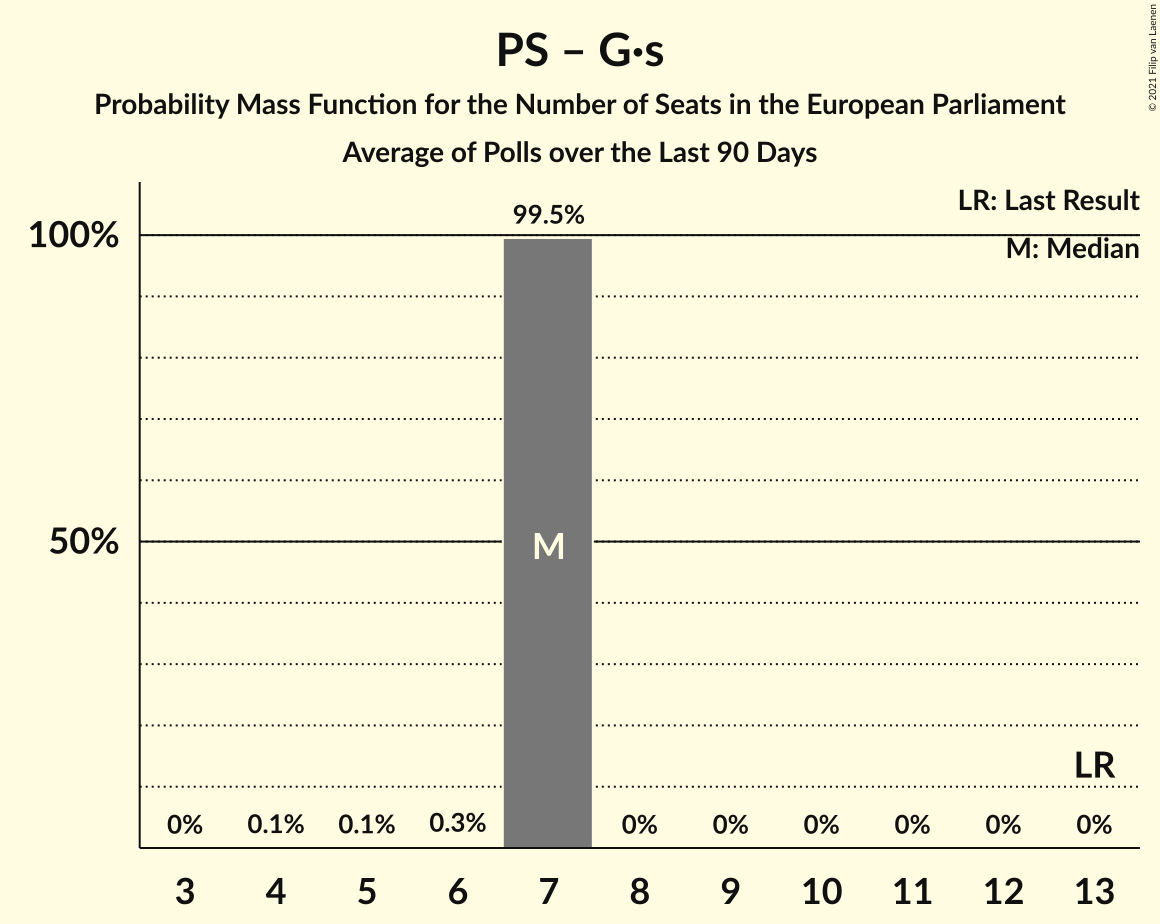 PS – G·s
Probability Mass Function for the Number of Seats in the European Parliament
Average of Polls over the Last 90 Days
© 2021 Filip van Laenen
LR: Last Result
M: Median
99.5%
100%
50%
M
LR
0% 0.1% 0.1% 0.3% 0% 0% 0% 0% 0% 0%
3 4 5 6 7 8 9 10 11 12 13